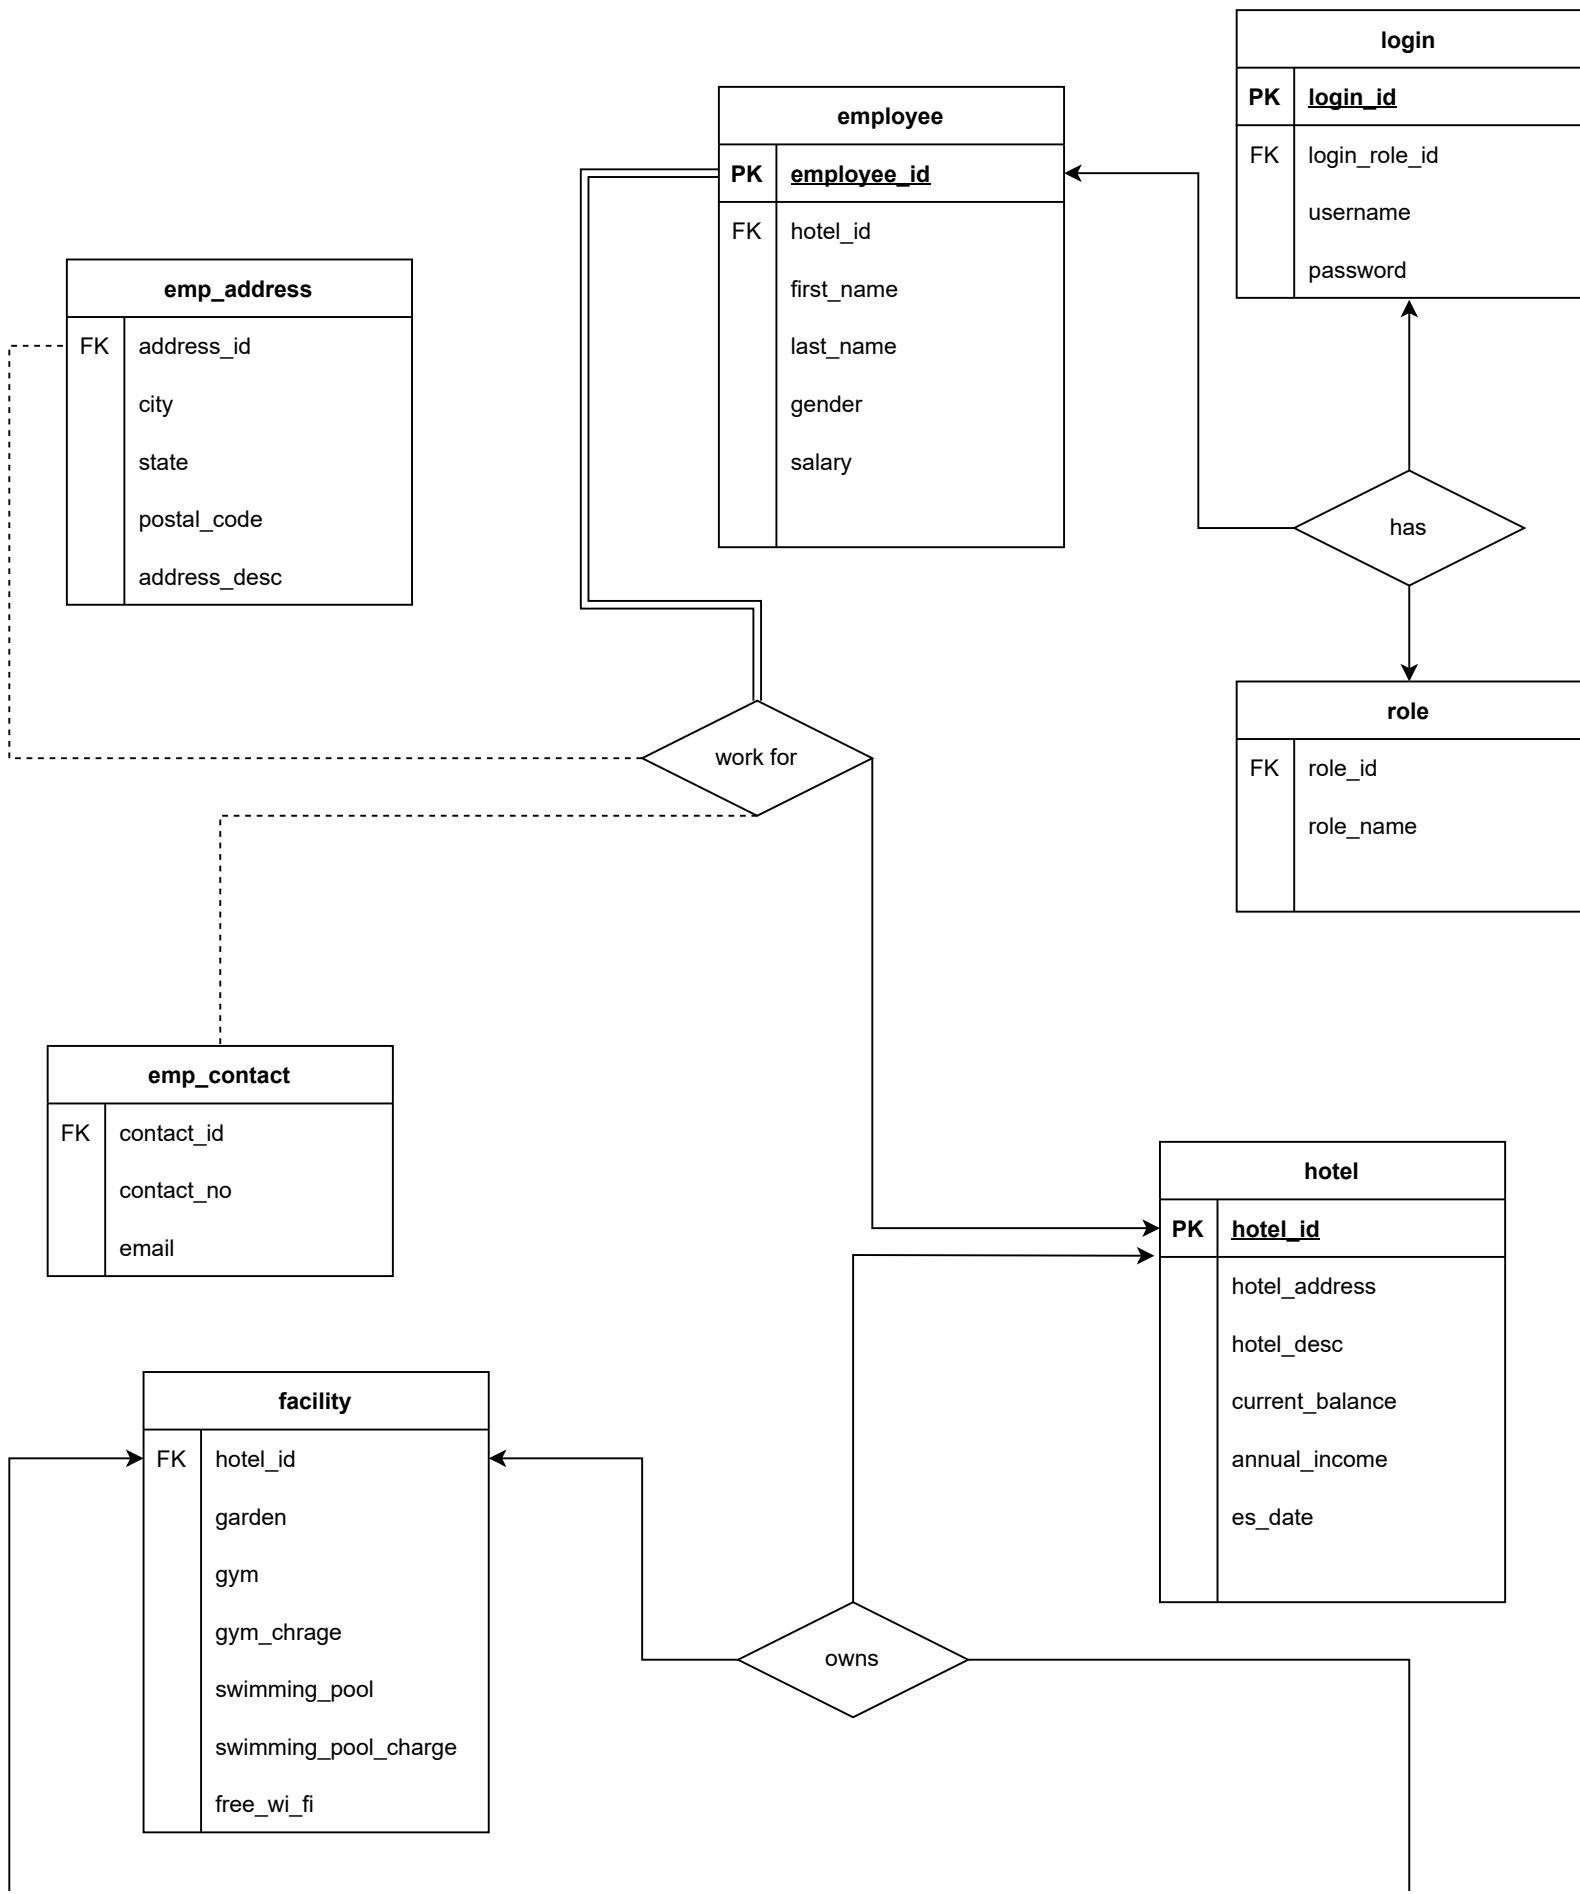 login
PK login_id
FK login_role_id
username
password
employee
PK employee_id
FK hotel_id
first_name
last_name
gender
salary
emp_address
FK address_id
city
state
postal_code
address_desc
has
role
FK role_id
role_name
work for
emp_contact
FK contact_id
contact_no
email
hotel
PK hotel_id
hotel_address
hotel_desc
current_balance
annual_income
es_date
facility
FK hotel_id
garden
gym
gym_chrage
swimming_pool
swimming_pool_charge
free_wi_fi
owns